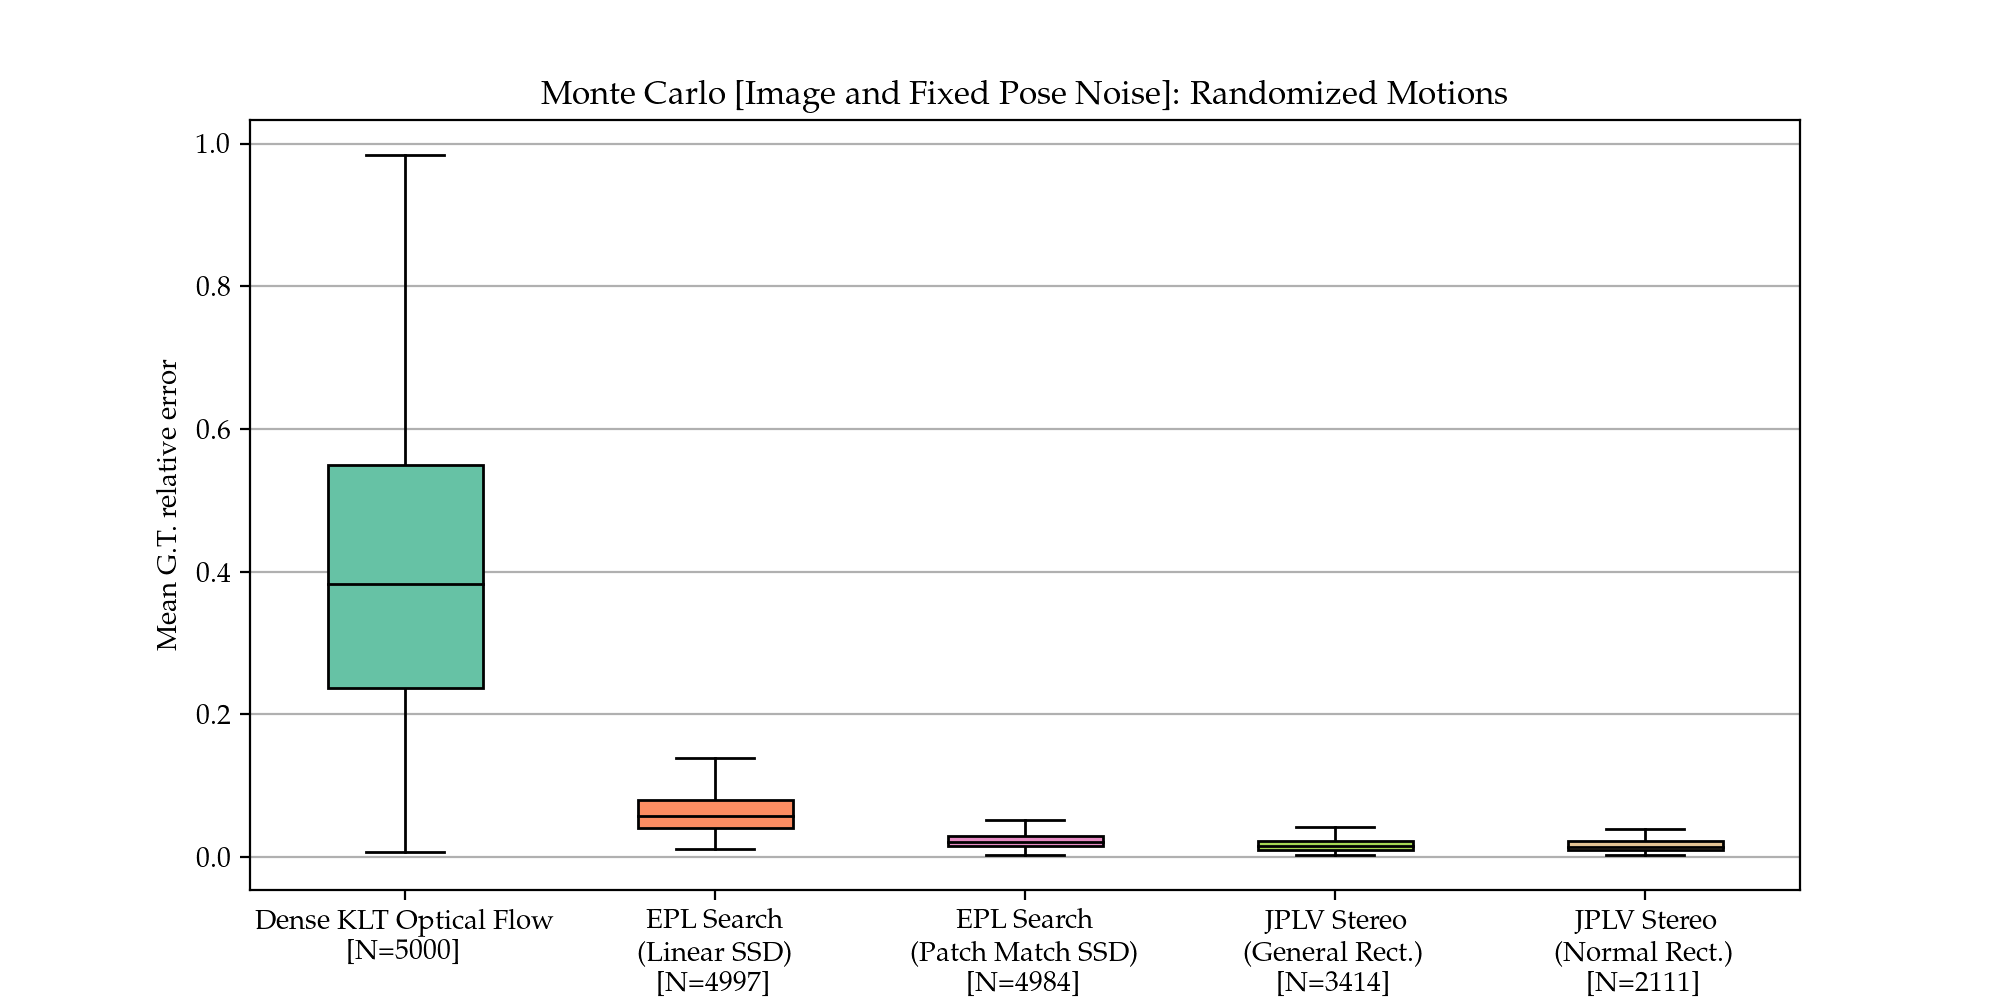 Monte Carlo [Image and Fixed Pose Noise]: Randomized Motions
Mean G.T. relative error
1.0
0.8
0.6
0.4
0.2
0.0
Dense KLT Optical Flow
[N=5000]
EPL Search
(Linear SSD)
[N=4997]
EPL Search
(Patch Match SSD)
[N=4984]
JPLV Stereo
(General Rect.)
[N=3414]
JPLV Stereo
(Normal Rect.)
[N=2111]